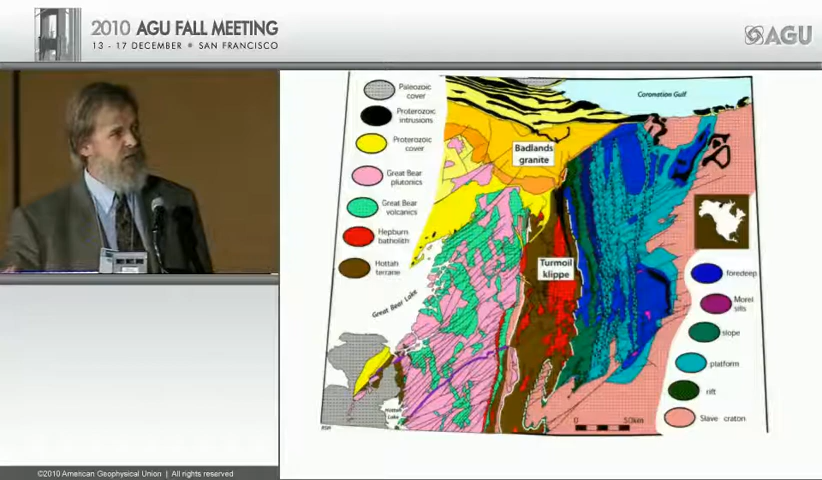 2010 AGU FALL MEETING
13 - 17 DECEMBER • SAN FRANCISCO
AGU
Paleozoic
cover
Proterozoic
intrusions
Proterozoic
cover
Great Bear
plutonics
Great Bear
volcanics
Hepburn
batholith
Hottah
terrane
Coronation Gulf
Badlands
granite
Turmoil
klippe
Great Bear Lake
Hottah
Lake
foredeep
Morel
sills
slope
platform
rift
Slave craton
0 50km
©2010 American Geophysical Union | All rights reserved